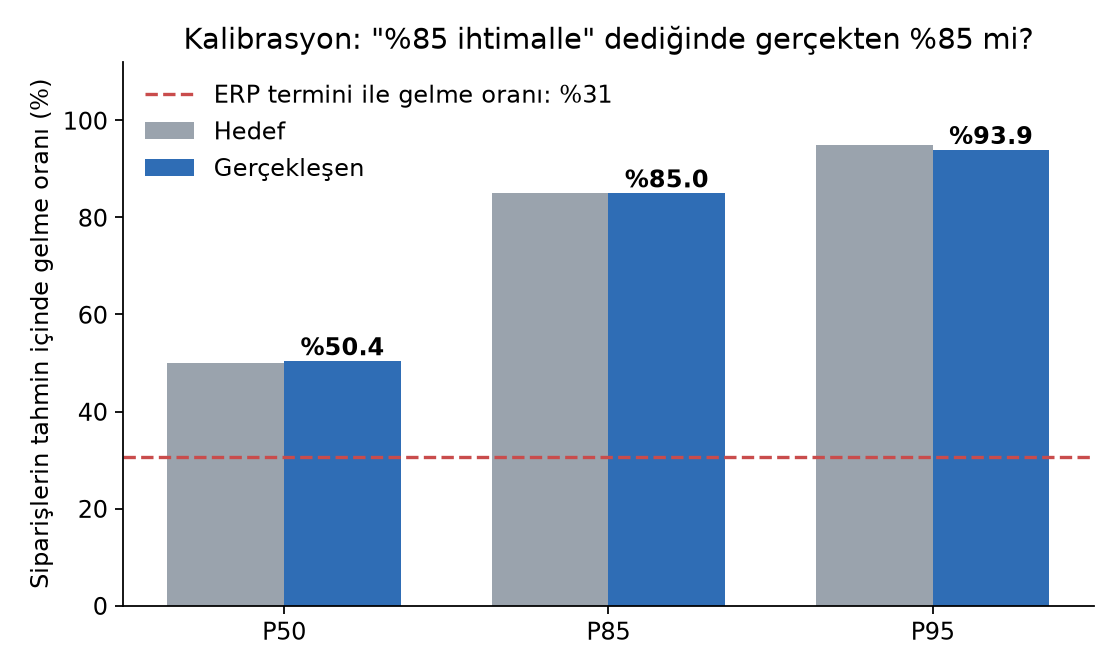 Kalibrasyon: "%85 ihtimalle" dediğinde gerçekten %85 mi?
ERP termini ile gelme oranı: %31
Hedef
Gerçekleşen
Siparişlerin tahmin içinde gelme oranı (%)
100
80
60
40
20
0
%50.4
%85.0
%93.9
P50
P85
P95